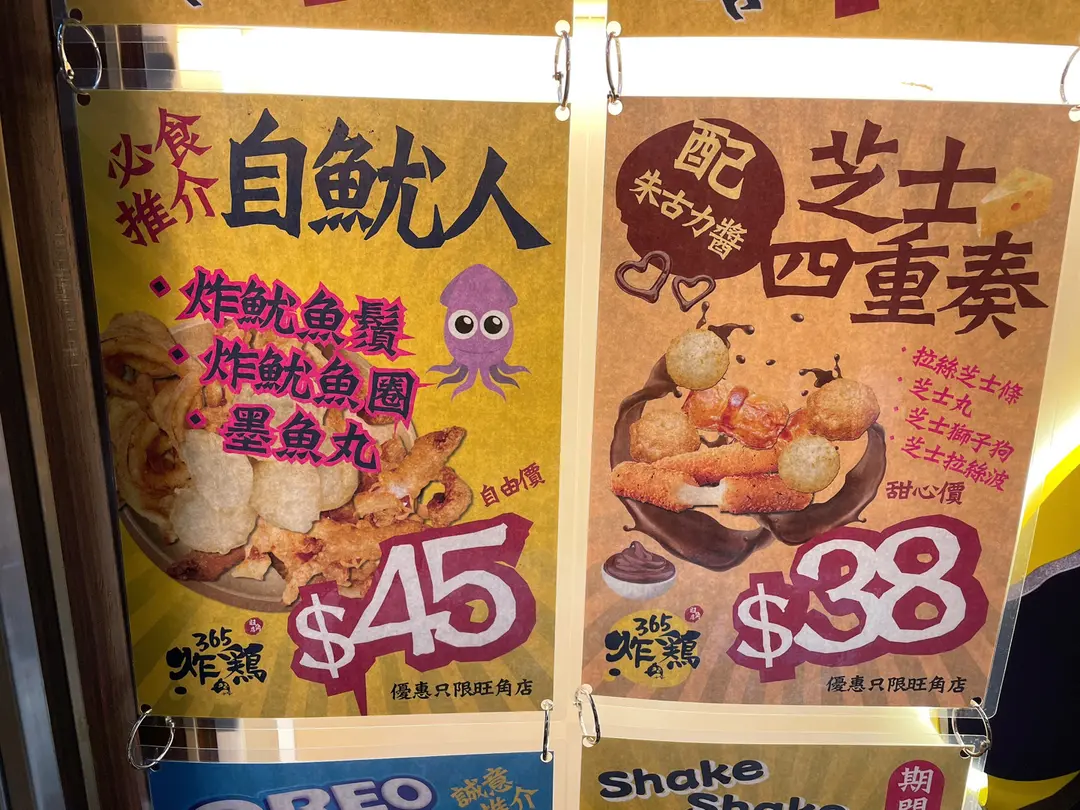 必食
推介
自魷人
炸魷魚鬚
炸魷魚圈
墨魚丸
自由價
$45
365
炸鷄
優惠只限旺角店
配
朱古力醬
芝士
四重奏
拉絲芝士條
芝士丸
芝士獅子狗
芝士拉絲波
甜心價
$38
365
炸鷄
優惠只限旺角店
OREO
誠意
推介
Shake
Shake
期